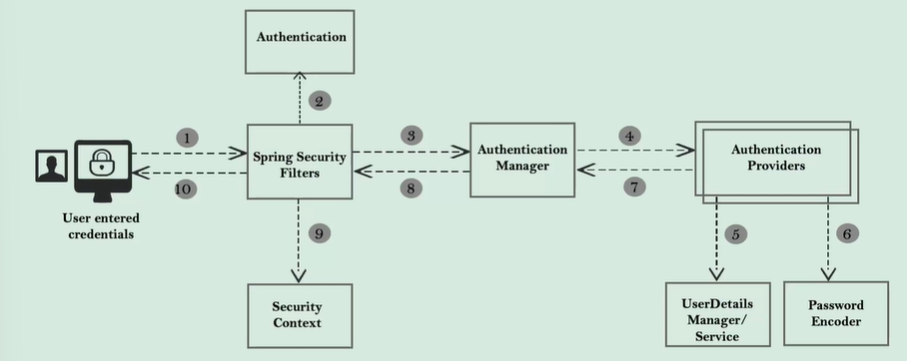 Authentication
2
1
3
4
Spring Security
Filters
Authentication
Manager
Authentication
Providers
10
8
7
User entered
credentials
9
5
6
Security
Context
UserDetails
Manager/
Service
Password
Encoder